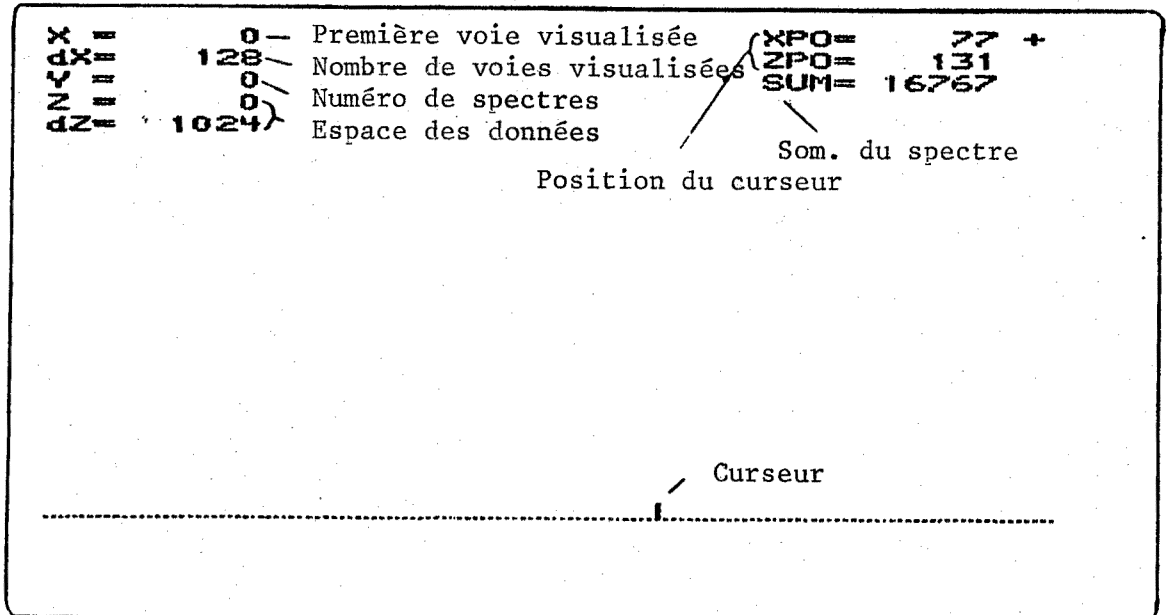 X = 0 Première voie visualisée XPO= 77 +
dX= 128 Nombre de voies visualisées ZPO= 131
Y = 0 Numéro de spectres SUM= 16767
Z = 0
dZ= 1024 Espace des données
Som. du spectre
Position du curseur
Curseur